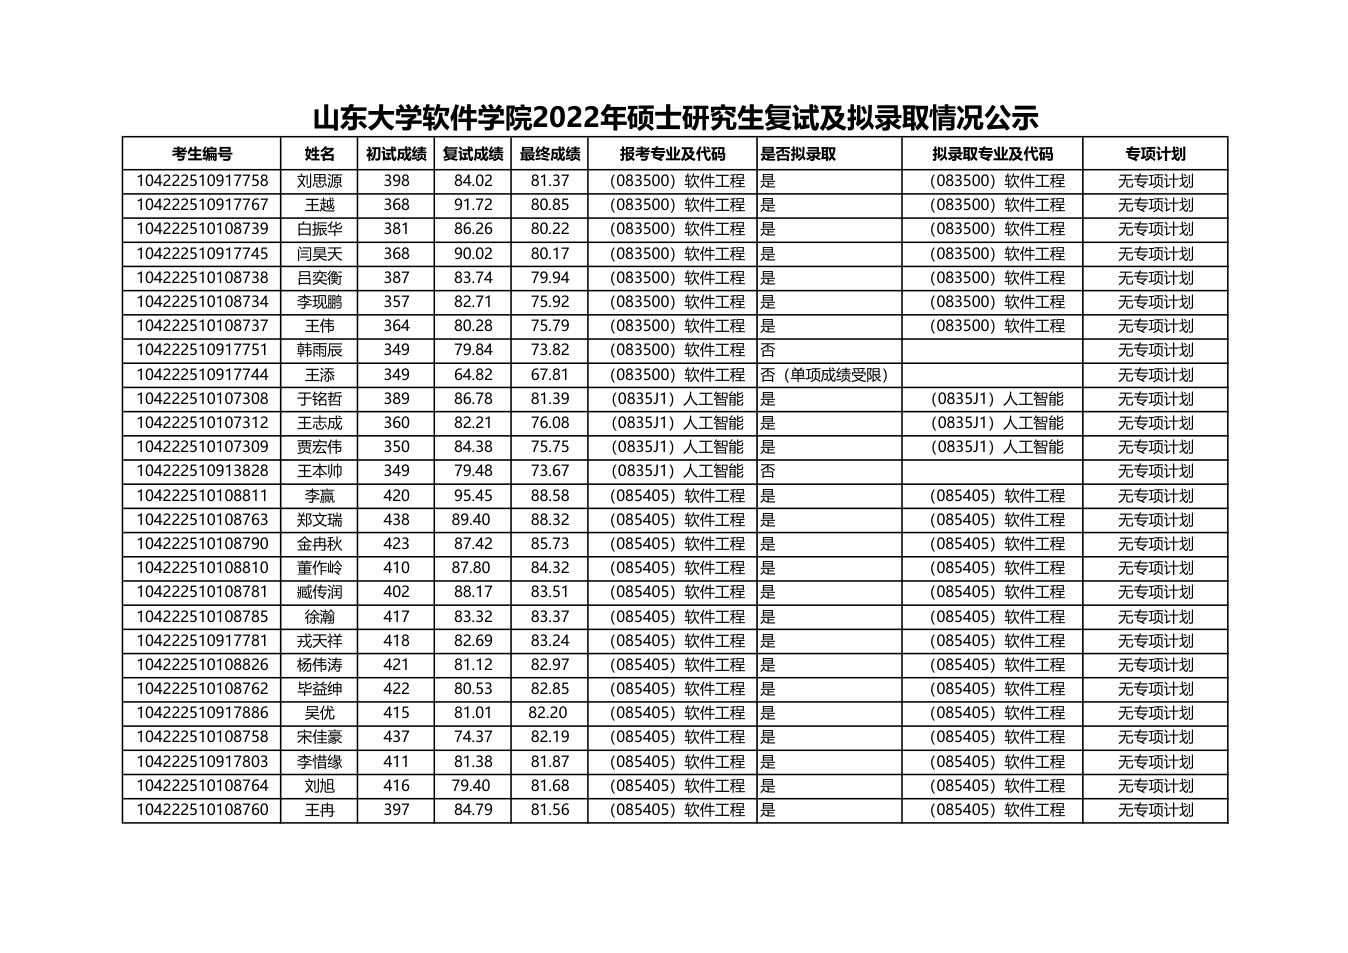 山东大学软件学院2022年硕士研究生复试及拟录取情况公示
考生编号 姓名 初试成绩 复试成绩 最终成绩 报考专业及代码 是否拟录取 拟录取专业及代码 专项计划
104222510917758 刘思源 398 84.02 81.37 （083500）软件工程 是 （083500）软件工程 无专项计划
104222510917767 王越 368 91.72 80.85 （083500）软件工程 是 （083500）软件工程 无专项计划
104222510108739 白振华 381 86.26 80.22 （083500）软件工程 是 （083500）软件工程 无专项计划
104222510917745 闫昊天 368 90.02 80.17 （083500）软件工程 是 （083500）软件工程 无专项计划
104222510108738 吕奕衡 387 83.74 79.94 （083500）软件工程 是 （083500）软件工程 无专项计划
104222510108734 李现鹏 357 82.71 75.92 （083500）软件工程 是 （083500）软件工程 无专项计划
104222510108737 王伟 364 80.28 75.79 （083500）软件工程 是 （083500）软件工程 无专项计划
104222510917751 韩雨辰 349 79.84 73.82 （083500）软件工程 否 无专项计划
104222510917744 王添 349 64.82 67.81 （083500）软件工程 否（单项成绩受限） 无专项计划
104222510107308 于铭哲 389 86.78 81.39 （0835J1）人工智能 是 （0835J1）人工智能 无专项计划
104222510107312 王志成 360 82.21 76.08 （0835J1）人工智能 是 （0835J1）人工智能 无专项计划
104222510107309 贾宏伟 350 84.38 75.75 （0835J1）人工智能 是 （0835J1）人工智能 无专项计划
104222510913828 王本帅 349 79.48 73.67 （0835J1）人工智能 否 无专项计划
104222510108811 李赢 420 95.45 88.58 （085405）软件工程 是 （085405）软件工程 无专项计划
104222510108763 郑文瑞 438 89.40 88.32 （085405）软件工程 是 （085405）软件工程 无专项计划
104222510108790 金冉秋 423 87.42 85.73 （085405）软件工程 是 （085405）软件工程 无专项计划
104222510108810 董作岭 410 87.80 84.32 （085405）软件工程 是 （085405）软件工程 无专项计划
104222510108781 臧传润 402 88.17 83.51 （085405）软件工程 是 （085405）软件工程 无专项计划
104222510108785 徐瀚 417 83.32 83.37 （085405）软件工程 是 （085405）软件工程 无专项计划
104222510917781 戎天祥 418 82.69 83.24 （085405）软件工程 是 （085405）软件工程 无专项计划
104222510108826 杨伟涛 421 81.12 82.97 （085405）软件工程 是 （085405）软件工程 无专项计划
104222510108762 毕益绅 422 80.53 82.85 （085405）软件工程 是 （085405）软件工程 无专项计划
104222510917886 吴优 415 81.01 82.20 （085405）软件工程 是 （085405）软件工程 无专项计划
104222510108758 宋佳豪 437 74.37 82.19 （085405）软件工程 是 （085405）软件工程 无专项计划
104222510917803 李惜缘 411 81.38 81.87 （085405）软件工程 是 （085405）软件工程 无专项计划
104222510108764 刘旭 416 79.40 81.68 （085405）软件工程 是 （085405）软件工程 无专项计划
104222510108760 王冉 397 84.79 81.56 （085405）软件工程 是 （085405）软件工程 无专项计划